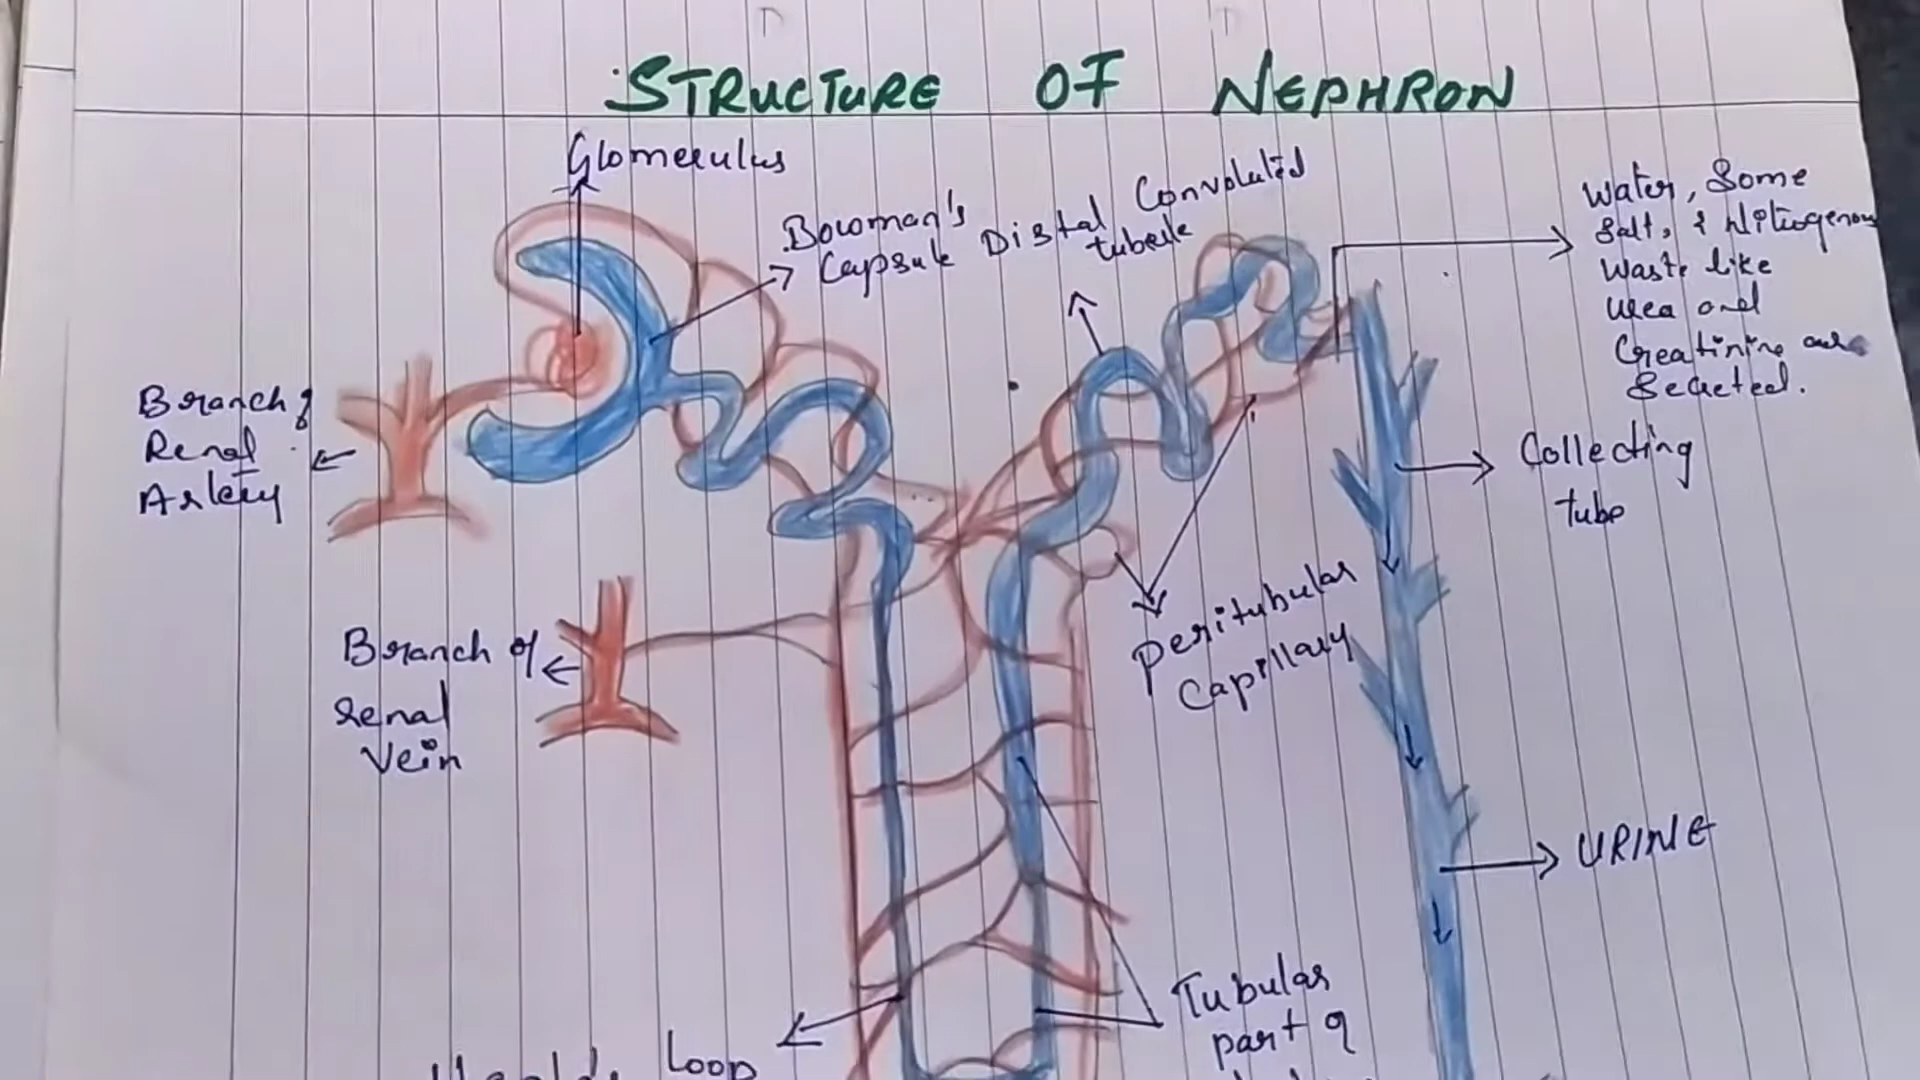 STRUCTURE OF NEPHRON
Glomerulus
Bowman's
Capsule
Distal Convoluted
tubule
Water, Some
Salt, & Nitrogenous
Waste like
Urea and
Creatinine are
Secreted.
Branch of
Renal
Artery
Collecting
tube
Peritubular
Capillary
Branch of
renal
Vein
URINE
Tubular
part of
Loop